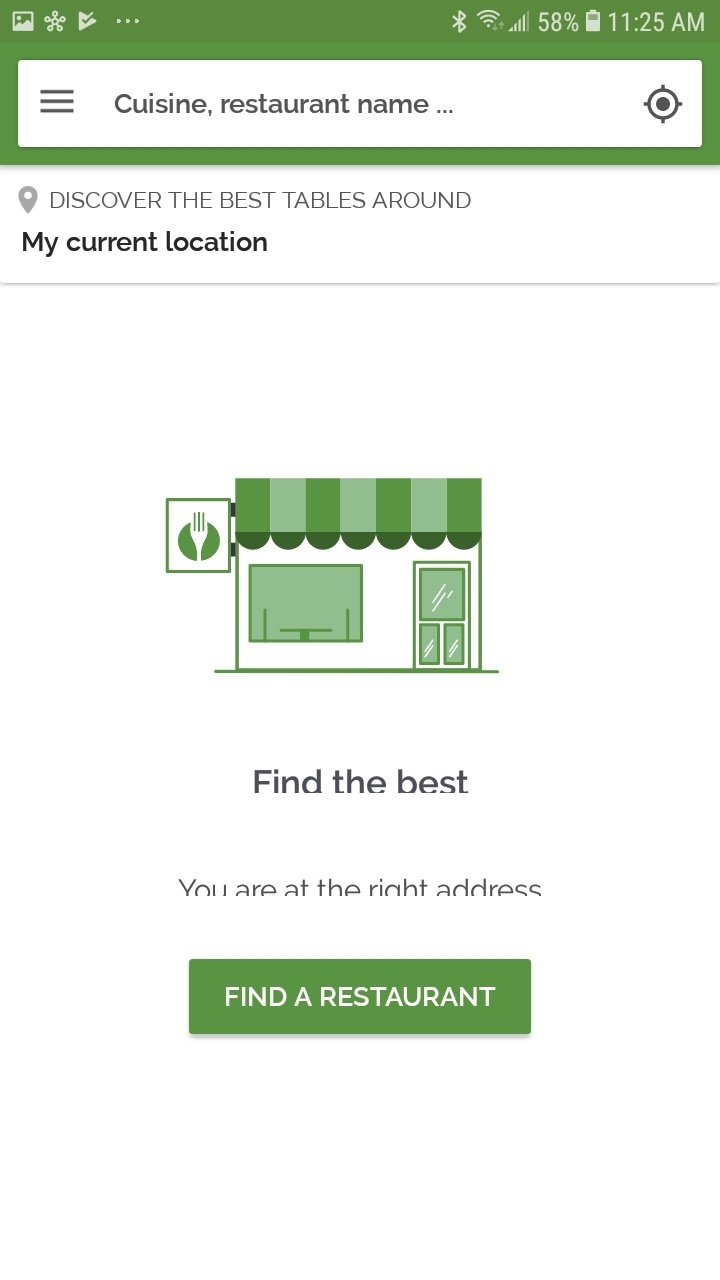 58% 11:25 AM
Cuisine, restaurant name ...
DISCOVER THE BEST TABLES AROUND
My current location
Find the best
You are at the right address
FIND A RESTAURANT